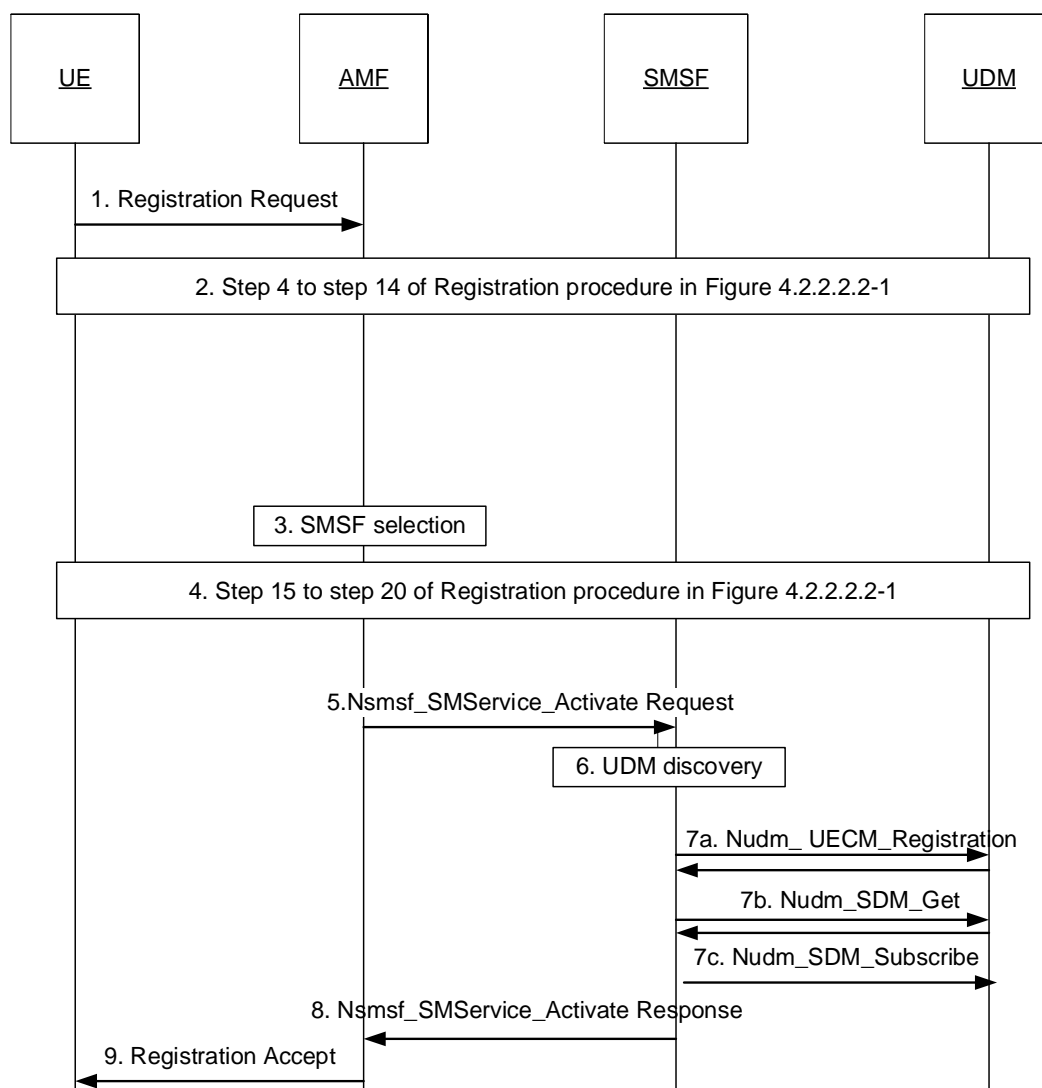 UE
AMF
SMSF
UDM
1. Registration Request
2. Step 4 to step 14 of Registration procedure in Figure 4.2.2.2.2-1
3. SMSF selection
4. Step 15 to step 20 of Registration procedure in Figure 4.2.2.2.2-1
5.Nsmsf_SMService_Activate Request
6. UDM discovery
7a. Nudm_ UECM_Registration
7b. Nudm_SDM_Get
7c. Nudm_SDM_Subscribe
8. Nsmsf_SMService_Activate Response
9. Registration Accept